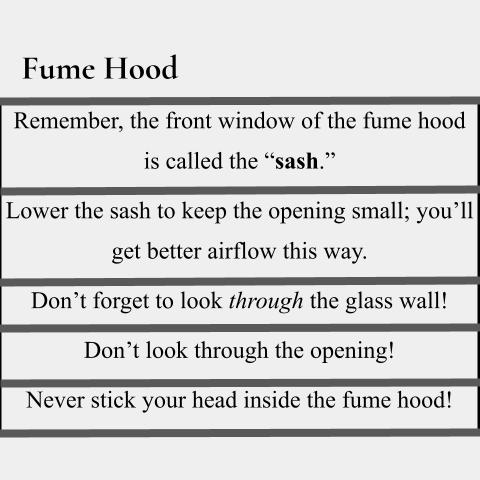 Fume Hood
Remember, the front window of the fume hood
is called the “sash.”
Lower the sash to keep the opening small; you’ll
get better airflow this way.
Don’t forget to look through the glass wall!
Don’t look through the opening!
Never stick your head inside the fume hood!